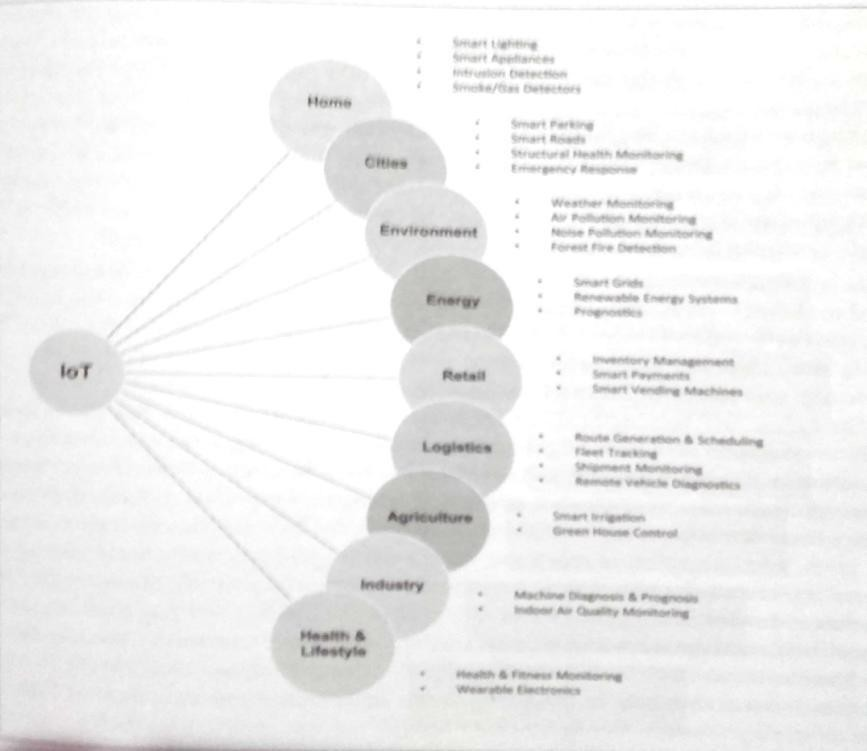 Smart Lighting
Smart Appliances
Intrusion Detection
Smoke/Gas Detectors
Home
Smart Parking
Smart Roads
Structural Health Monitoring
Emergency Response
Cities
Weather Monitoring
Air Pollution Monitoring
Noise Pollution Monitoring
Forest Fire Detection
Environment
Smart Grids
Renewable Energy Systems
Prognostics
Energy
IoT
Inventory Management
Smart Payments
Smart Vending Machines
Retail
Route Generation & Scheduling
Fleet Tracking
Shipment Monitoring
Remote Vehicle Diagnostics
Logistics
Smart Irrigation
Green House Control
Agriculture
Machine Diagnosis & Prognosis
Indoor Air Quality Monitoring
Industry
Health &
Lifestyle
Health & Fitness Monitoring
Wearable Electronics